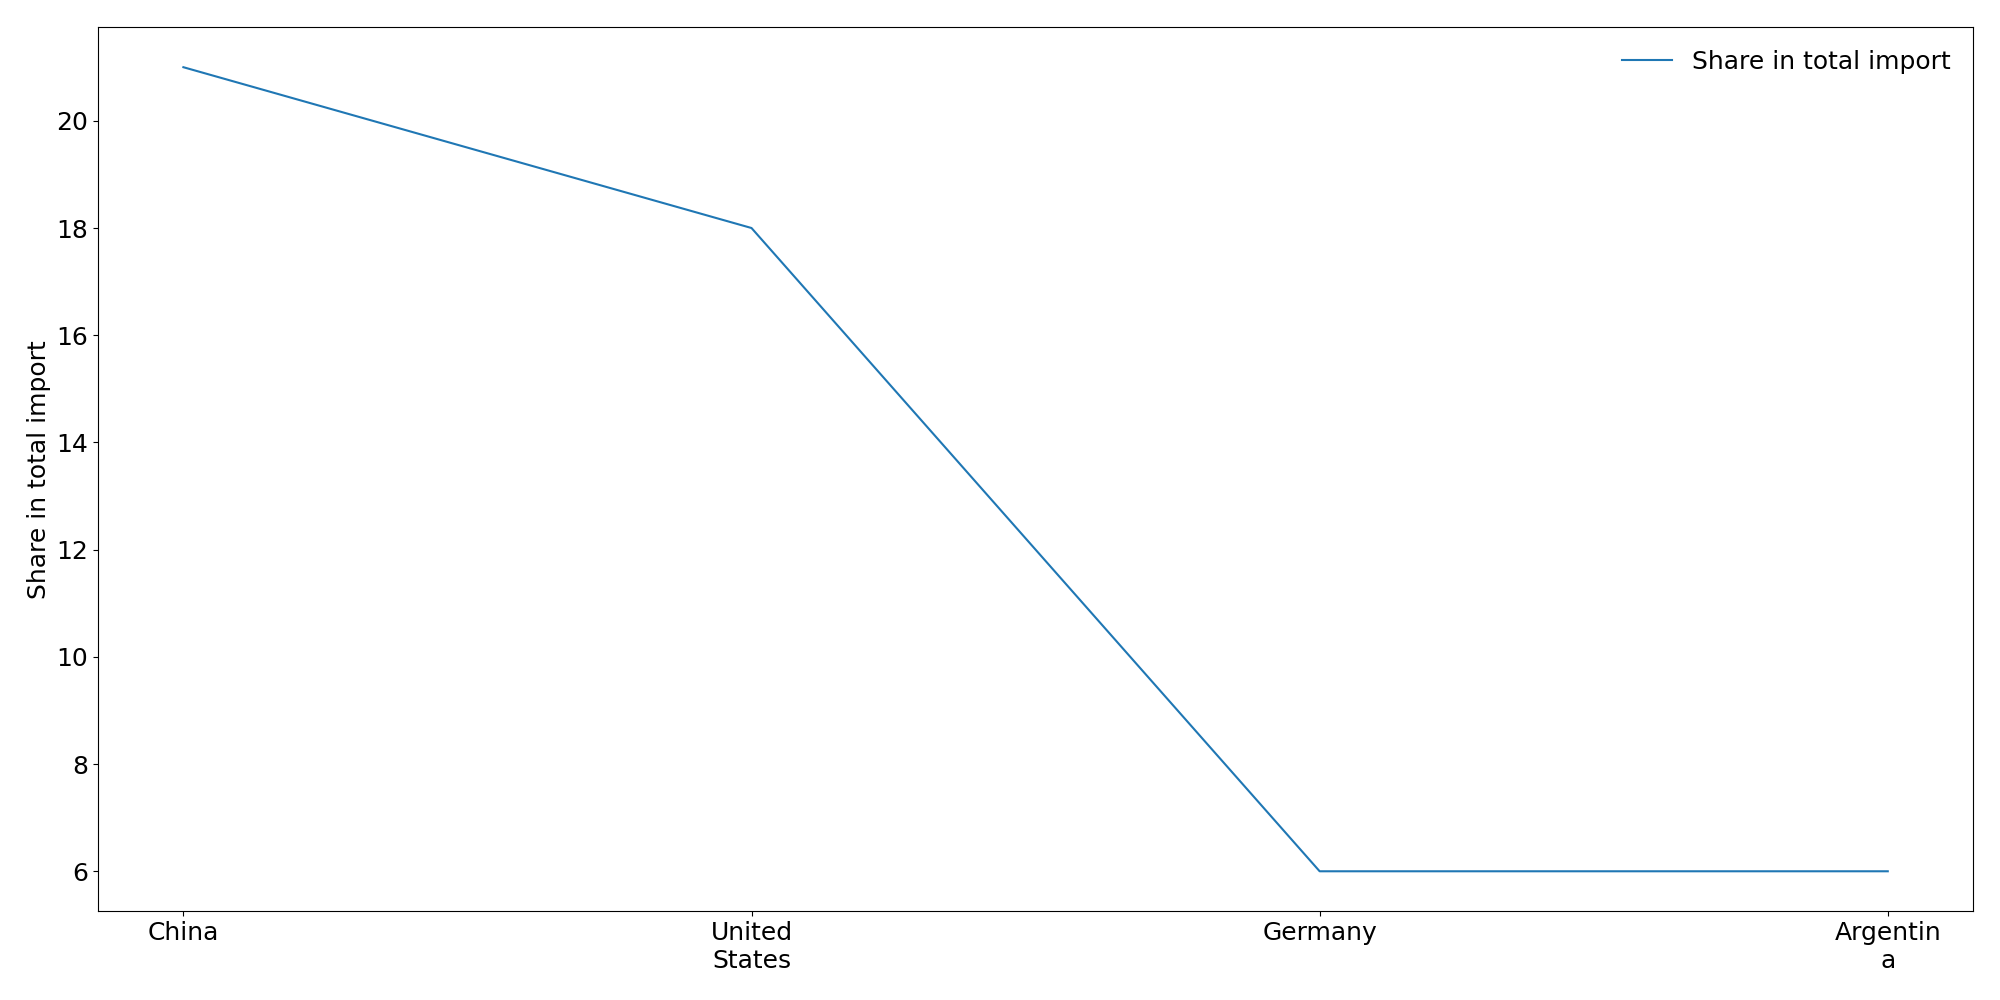 Share in total import
20
18
16
14
12
10
8
6
Share in total import
China
United
States
Germany
Argentin
a